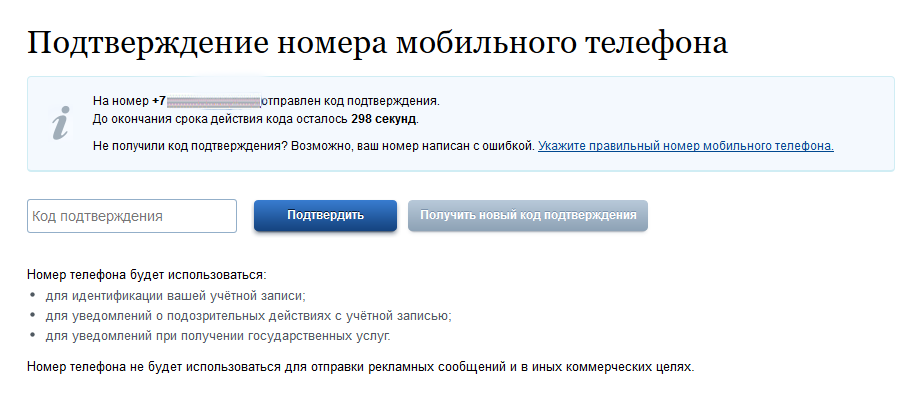 Подтверждение номера мобильного телефона
На номер +7 отправлен код подтверждения.
До окончания срока действия кода осталось 298 секунд.
Не получили код подтверждения? Возможно, ваш номер написан с ошибкой. Укажите правильный номер мобильного телефона.
Код подтверждения Подтвердить Получить новый код подтверждения
Номер телефона будет использоваться:
• для идентификации вашей учётной записи;
• для уведомлений о подозрительных действиях с учётной записью;
• для уведомлений при получении государственных услуг.
Номер телефона не будет использоваться для отправки рекламных сообщений и в иных коммерческих целях.